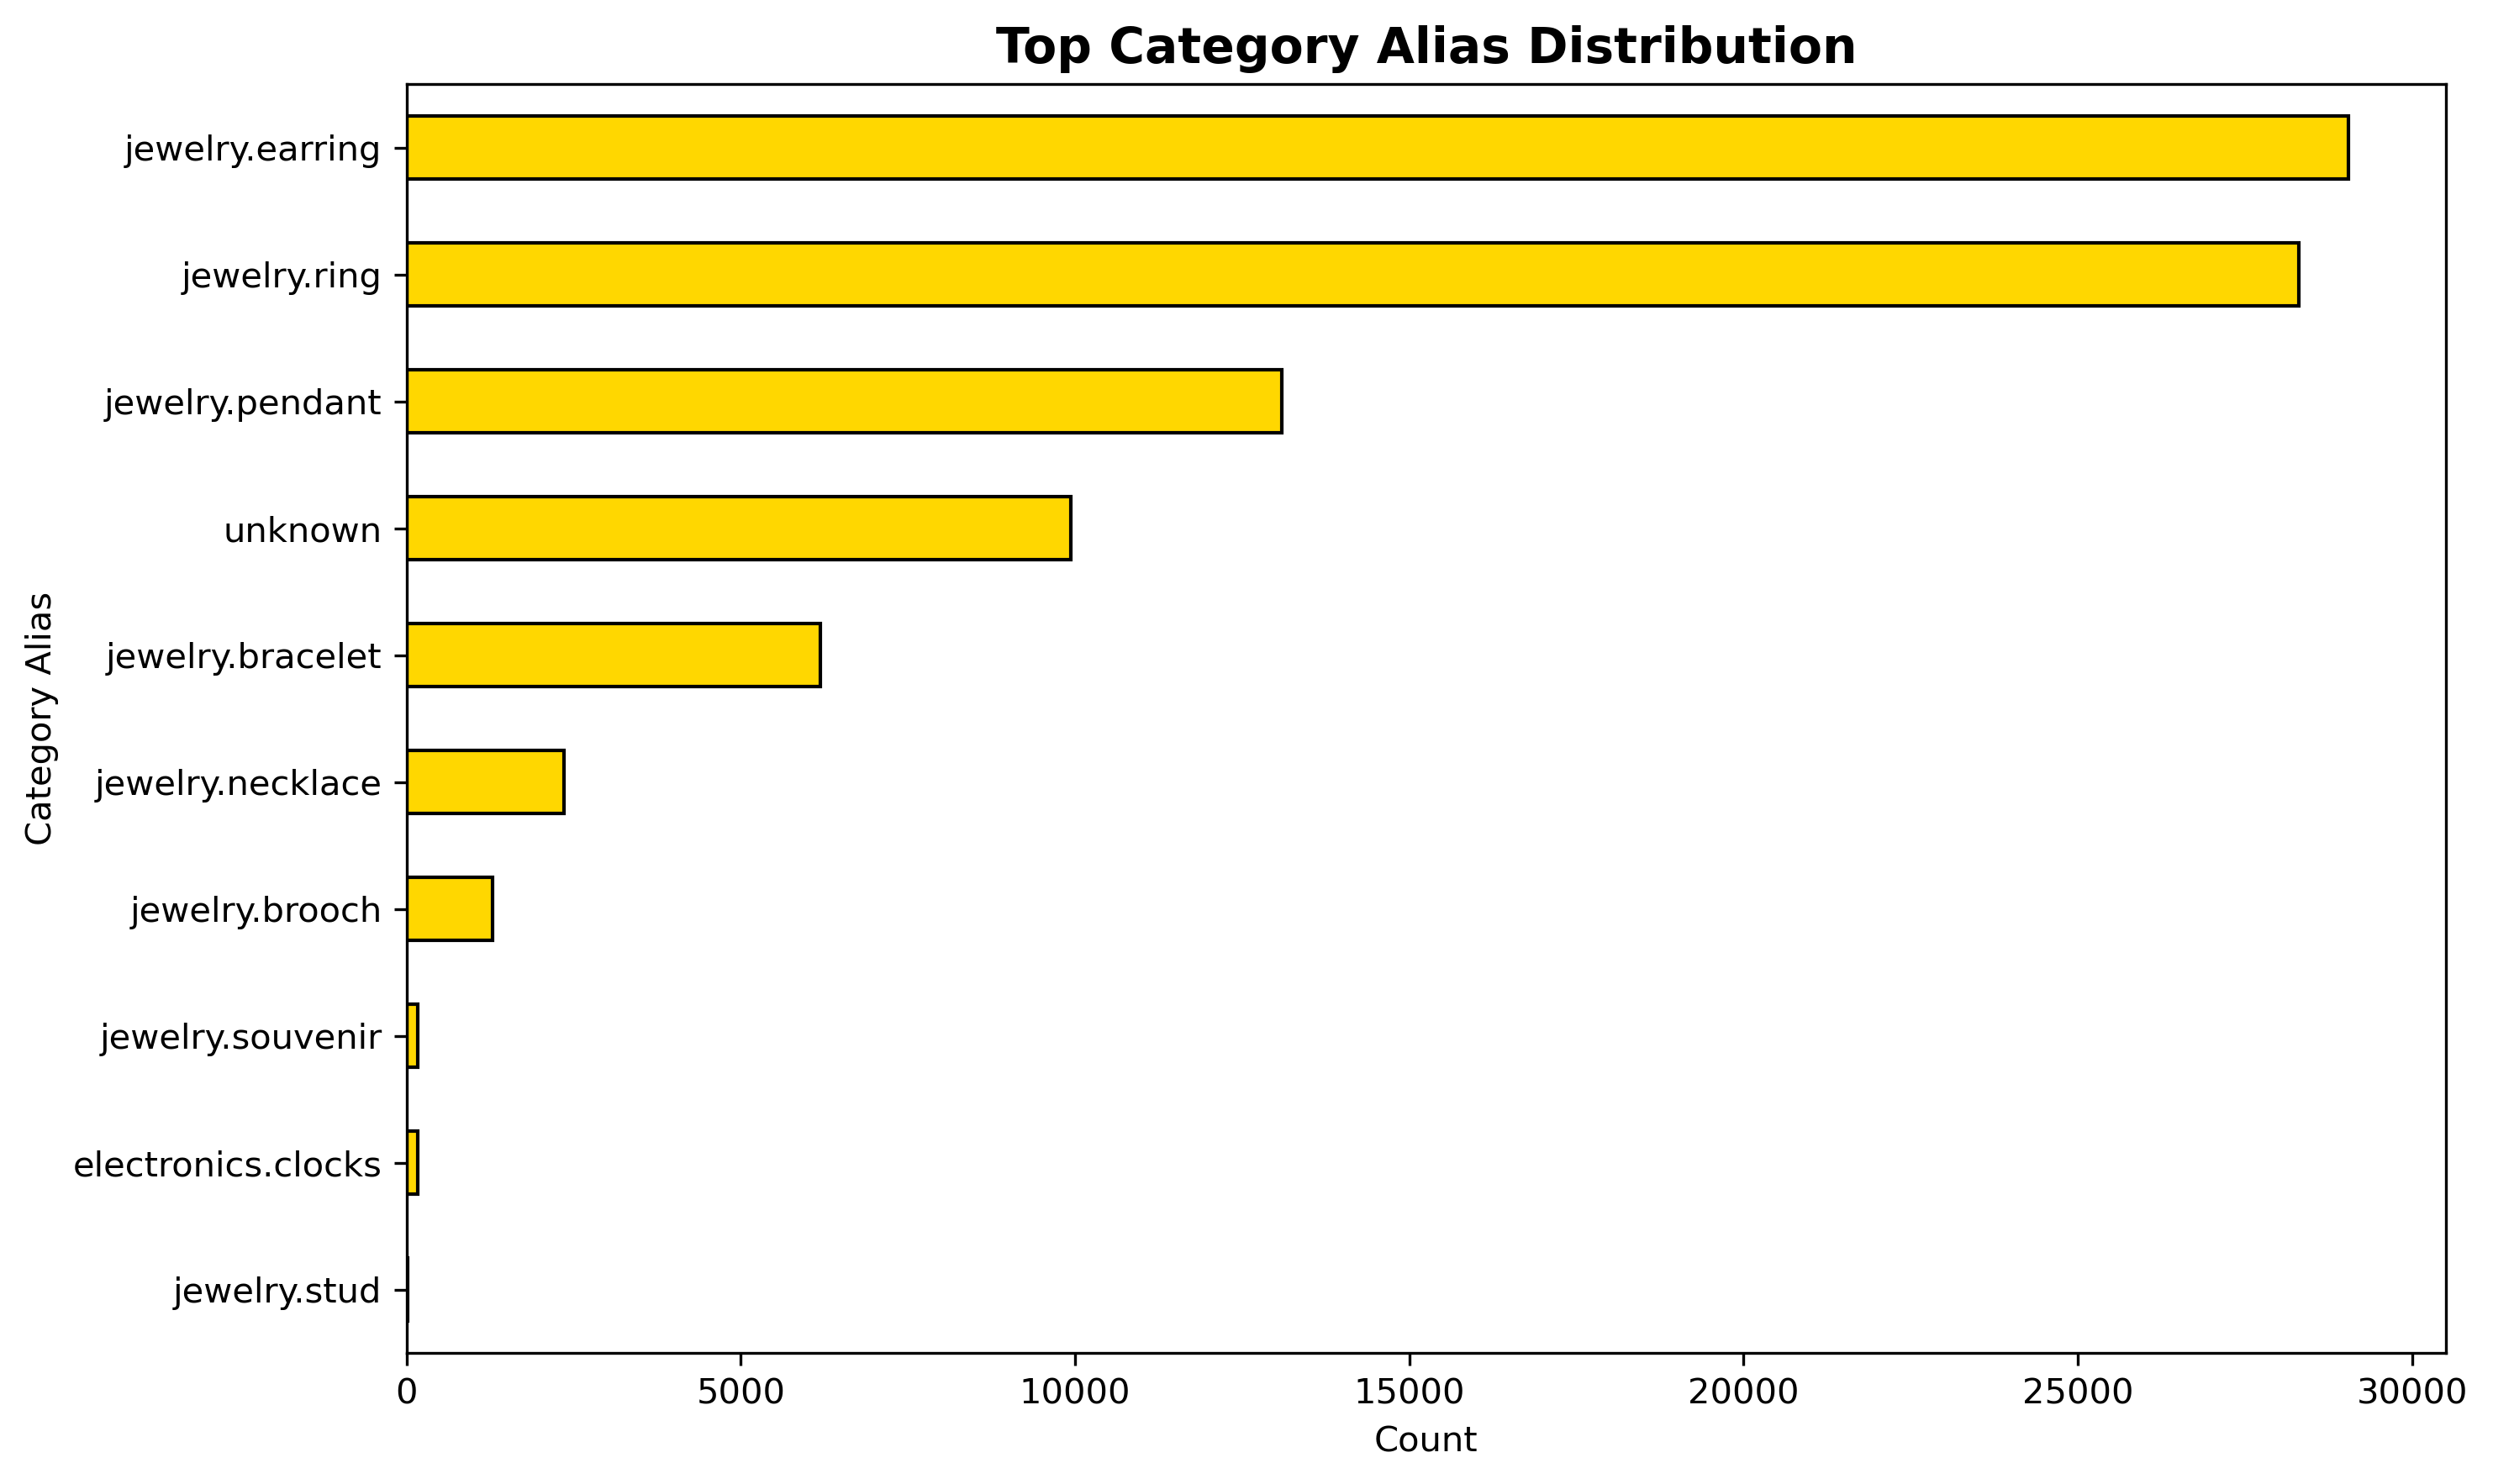 Top Category Alias Distribution
jewelry.earring
jewelry.ring
jewelry.pendant
unknown
jewelry.bracelet
jewelry.necklace
jewelry.brooch
jewelry.souvenir
electronics.clocks
jewelry.stud
Category Alias
0 5000 10000 15000 20000 25000 30000
Count